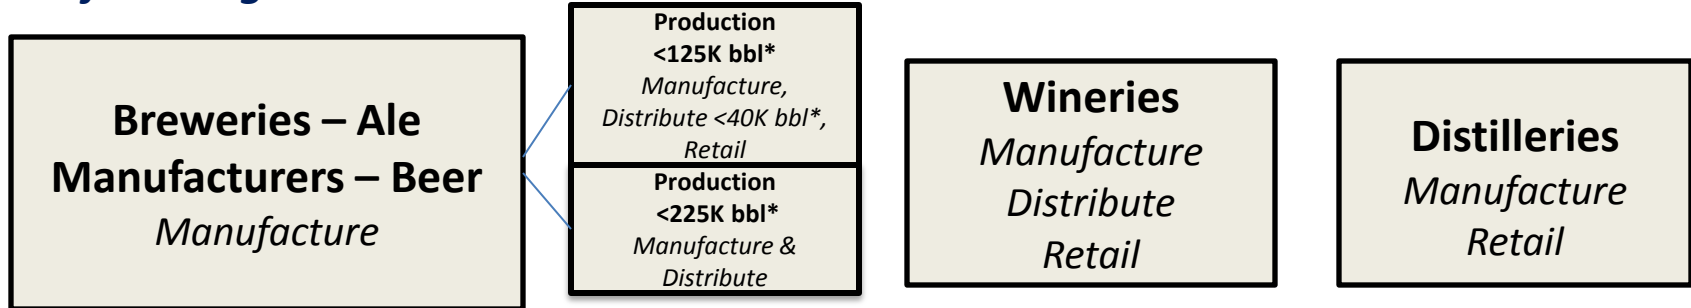 Breweries – Ale
Manufacturers – Beer
Manufacture
Production
<125K bbl*
Manufacture,
Distribute <40K bbl*,
Retail
Production
<225K bbl*
Manufacture &
Distribute
Wineries
Manufacture
Distribute
Retail
Distilleries
Manufacture
Retail